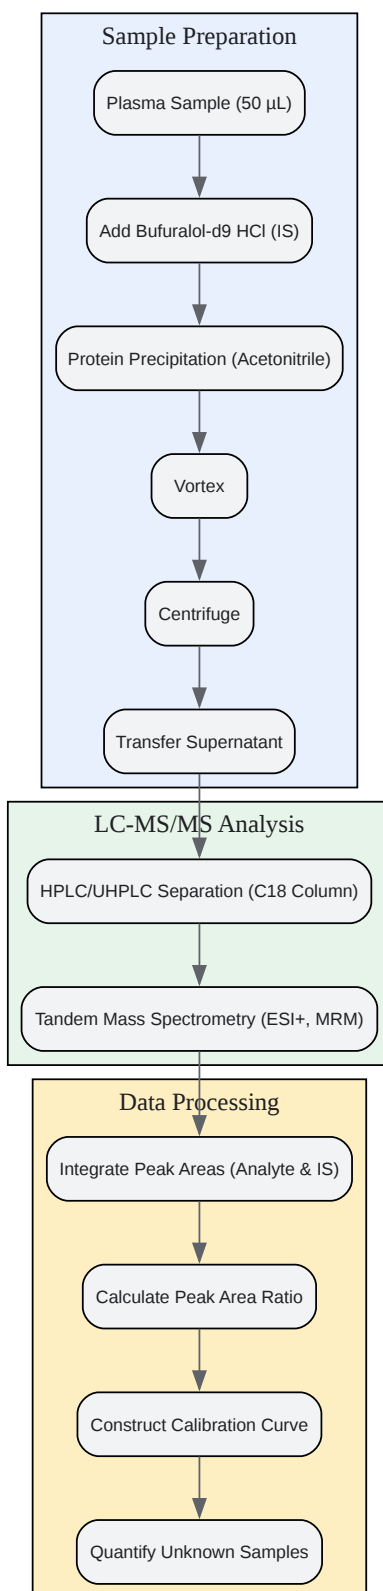 Sample Preparation
Plasma Sample (50 µL)
Add Bufuralol-d9 HCl (IS)
Protein Precipitation (Acetonitrile)
Vortex
Centrifuge
Transfer Supernatant
LC-MS/MS Analysis
HPLC/UHPLC Separation (C18 Column)
Tandem Mass Spectrometry (ESI+, MRM)
Data Processing
Integrate Peak Areas (Analyte & IS)
Calculate Peak Area Ratio
Construct Calibration Curve
Quantify Unknown Samples